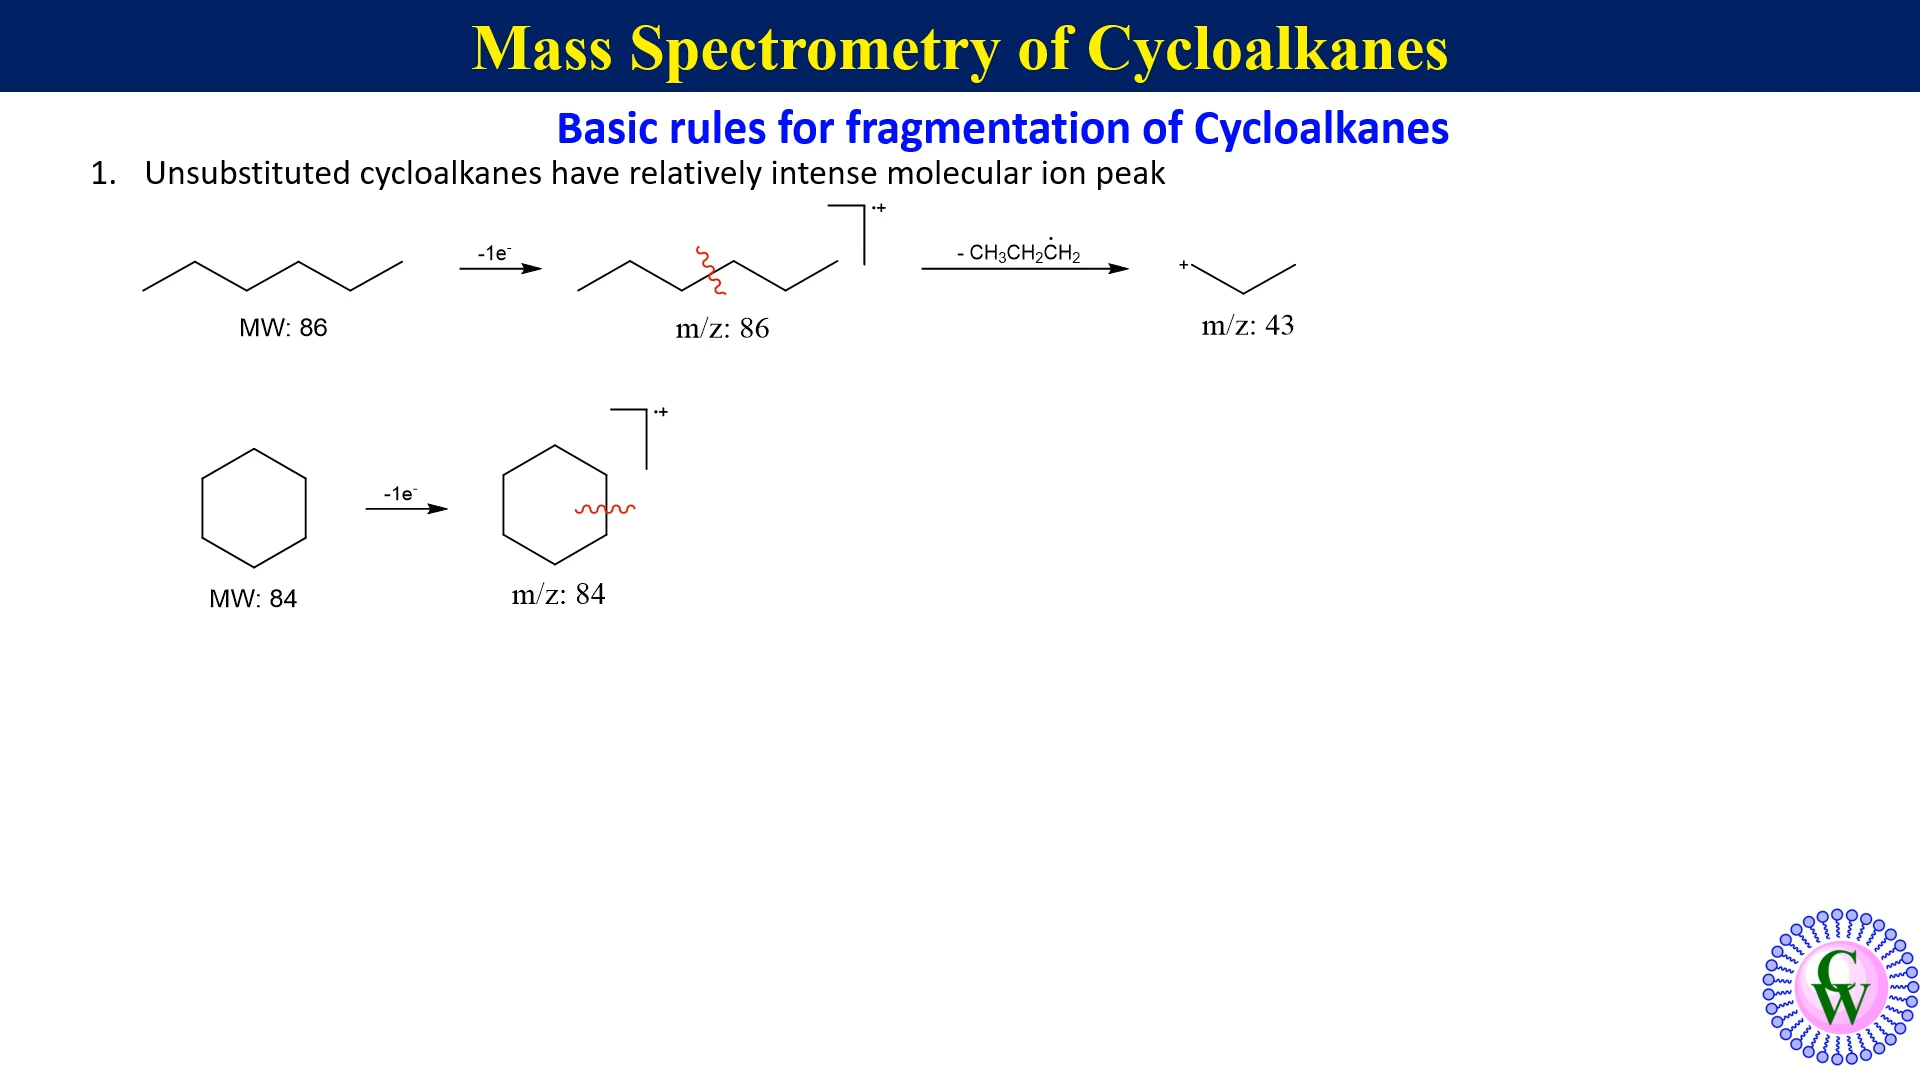 Mass Spectrometry of Cycloalkanes
Basic rules for fragmentation of Cycloalkanes
1. Unsubstituted cycloalkanes have relatively intense molecular ion peak
·+
-1e⁻
- CH₃CH₂ĊH₂
+
MW: 86
m/z: 86
m/z: 43
·+
-1e⁻
MW: 84
m/z: 84
CW